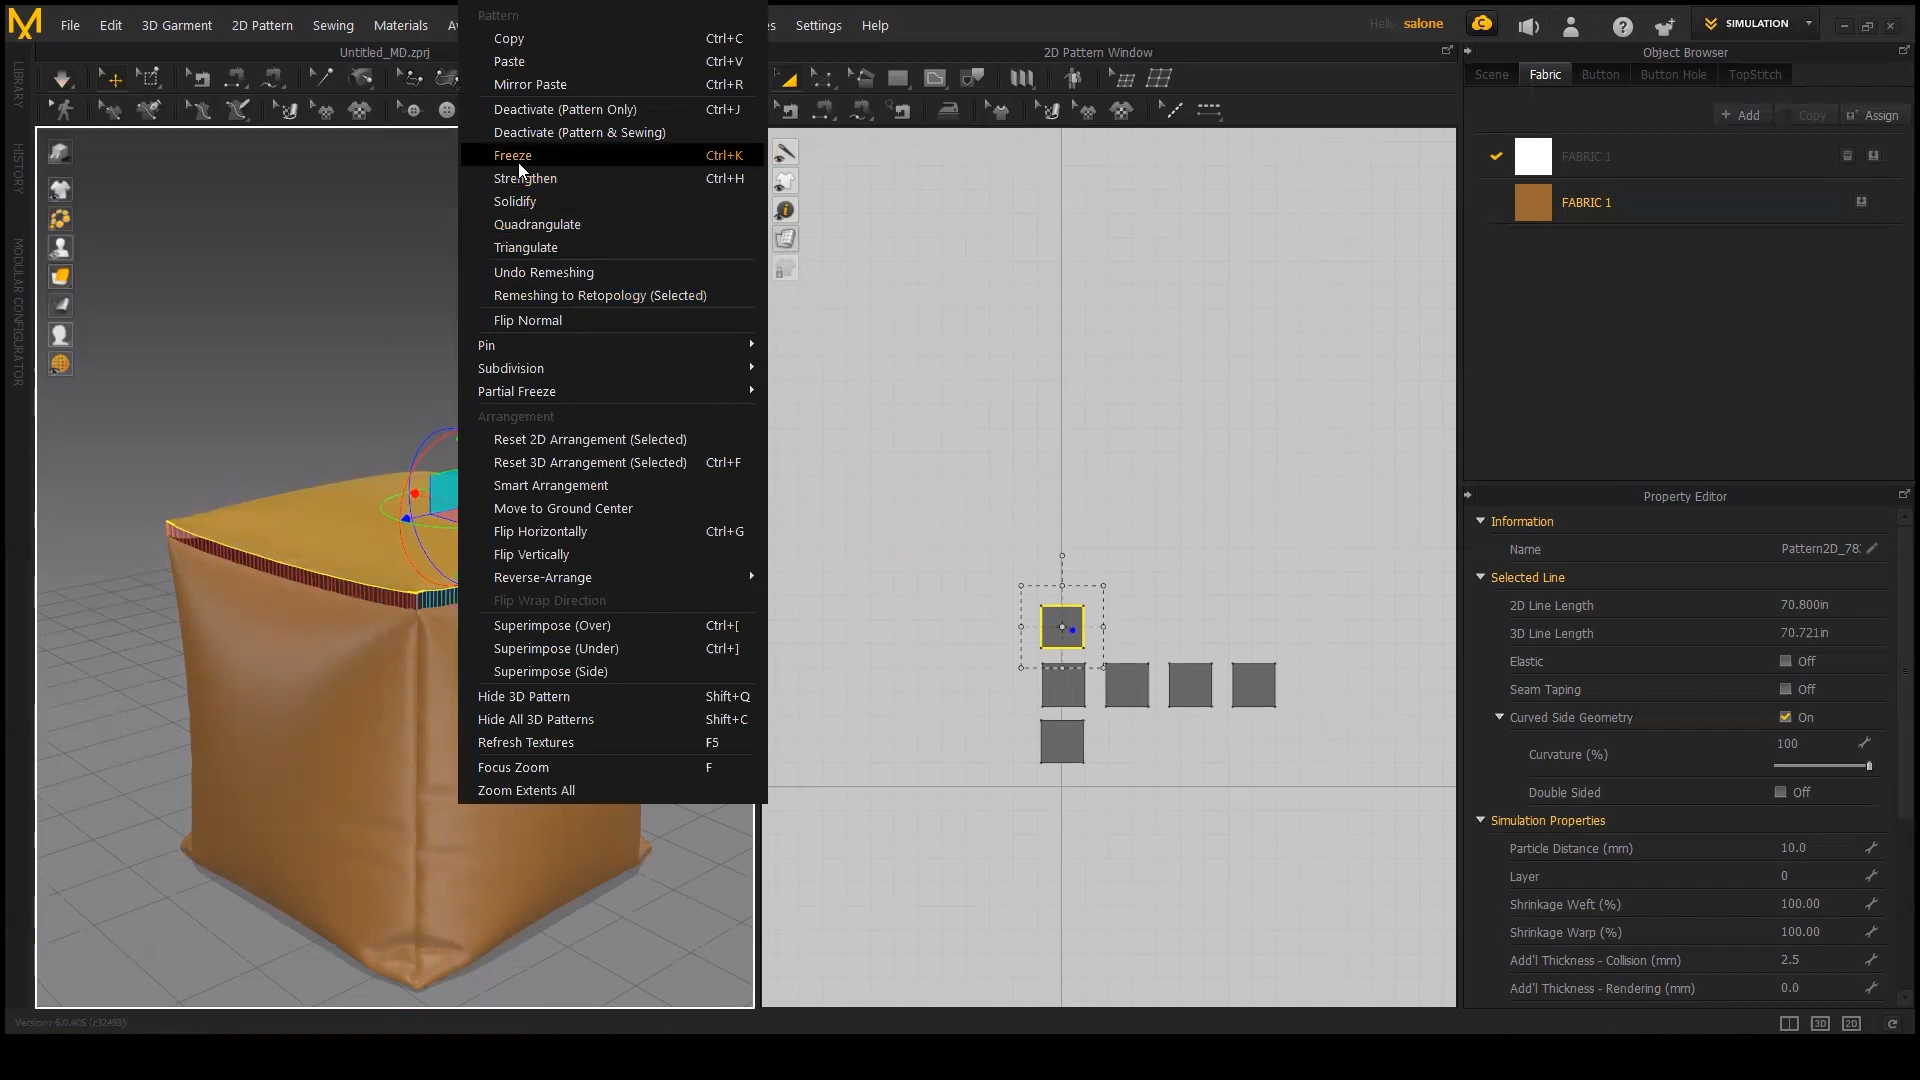 File Edit 3D Garment 2D Pattern Sewing Materials
Settings Help
salone
SIMULATION
Untitled_MD.zprj
2D Pattern Window
Object Browser
LIBRARY
HISTORY
MODULAR CONFIGURATOR
Pattern
Copy Ctrl+C
Paste Ctrl+V
Mirror Paste Ctrl+R
Deactivate (Pattern Only) Ctrl+J
Deactivate (Pattern & Sewing)
Freeze Ctrl+K
Strengthen Ctrl+H
Solidify
Quadrangulate
Triangulate
Undo Remeshing
Remeshing to Retopology (Selected)
Flip Normal
Pin
Subdivision
Partial Freeze
Arrangement
Reset 2D Arrangement (Selected)
Reset 3D Arrangement (Selected) Ctrl+F
Smart Arrangement
Move to Ground Center
Flip Horizontally Ctrl+G
Flip Vertically
Reverse-Arrange
Flip Wrap Direction
Superimpose (Over) Ctrl+[
Superimpose (Under) Ctrl+]
Superimpose (Side)
Hide 3D Pattern Shift+Q
Hide All 3D Patterns Shift+C
Refresh Textures F5
Focus Zoom F
Zoom Extents All
Scene Fabric Button Button Hole TopStitch
+ Add Copy Assign
FABRIC 1
FABRIC 1
Property Editor
Information
Name Pattern2D_78
Selected Line
2D Line Length 70.800in
3D Line Length 70.721in
Elastic Off
Seam Taping Off
Curved Side Geometry On
Curvature (%) 100
Double Sided Off
Simulation Properties
Particle Distance (mm) 10.0
Layer 0
Shrinkage Weft (%) 100.00
Shrinkage Warp (%) 100.00
Add'l Thickness - Collision (mm) 2.5
Add'l Thickness - Rendering (mm) 0.0
3D 2D